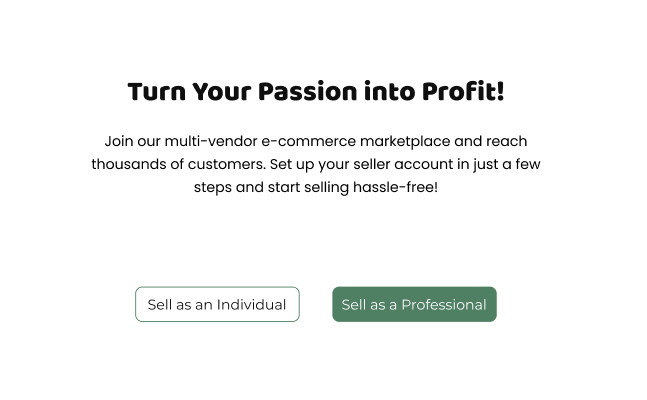 Turn Your Passion into Profit!
Join our multi-vendor e-commerce marketplace and reach
thousands of customers. Set up your seller account in just a few
steps and start selling hassle-free!
Sell as an Individual
Sell as a Professional